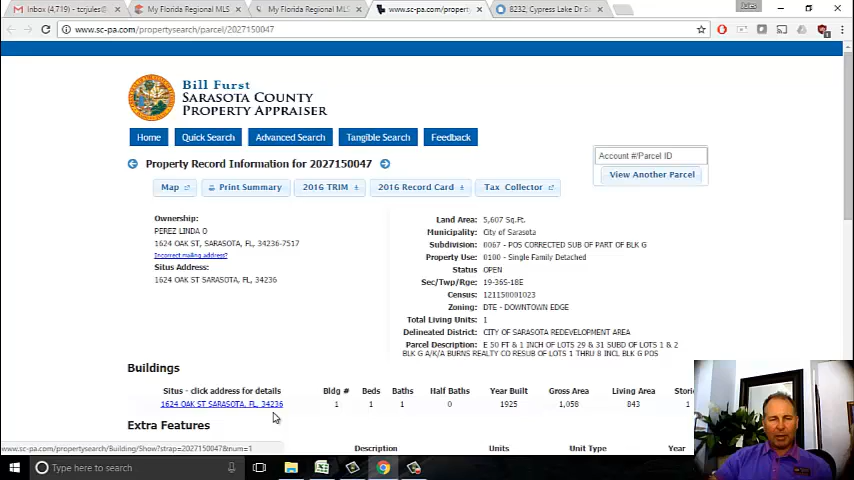 Inbox (4,719) - tcrjules@
My Florida Regional MLS
My Florida Regional MLS
www.sc-pa.com/propert
8232, Cypress Lake Dr S
Jules
www.sc-pa.com/propertysearch/parcel/2027150047
Bill Furst
SARASOTA COUNTY
PROPERTY APPRAISER
Home
Quick Search
Advanced Search
Tangible Search
Feedback
Account #/Parcel ID
View Another Parcel
Property Record Information for 2027150047
Map
Print Summary
2016 TRIM
2016 Record Card
Tax Collector
Ownership:
PEREZ LINDA O
1624 OAK ST, SARASOTA, FL, 34236-7517
Incorrect mailing address?
Situs Address:
1624 OAK ST SARASOTA, FL, 34236
Land Area: 5,607 Sq.Ft.
Municipality: City of Sarasota
Subdivision: 0067 - POS CORRECTED SUB OF PART OF BLK G
Property Use: 0100 - Single Family Detached
Status OPEN
Sec/Twp/Rge: 19-36S-18E
Census: 121150001023
Zoning: DTE - DOWNTOWN EDGE
Total Living Units: 1
Delineated District: CITY OF SARASOTA REDEVELOPMENT AREA
Parcel Description: E 50 FT & 1 INCH OF LOTS 29 & 31 SUBD OF LOTS 1 & 2
BLK G A/K/A BURNS REALTY CO RESUB OF LOTS 1 THRU 8 INCL BLK G POS
Buildings
Situs - click address for details Bldg # Beds Baths Half Baths Year Built Gross Area Living Area Stories
1624 OAK ST SARASOTA, FL, 34236 1 1 1 0 1925 1,058 843 1
Extra Features
www.sc-pa.com/propertysearch/Building/Show?strap=2027150047&num=1
Description Units Unit Type Year
Type here to search